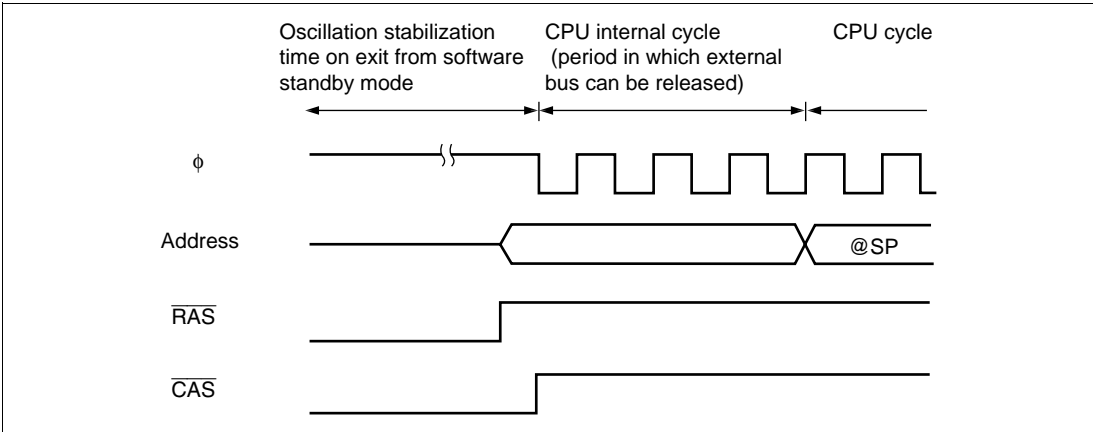 Oscillation stabilization
time on exit from software
standby mode
CPU internal cycle
(period in which external
bus can be released)
CPU cycle
ϕ
Address
@SP
RAS
CAS